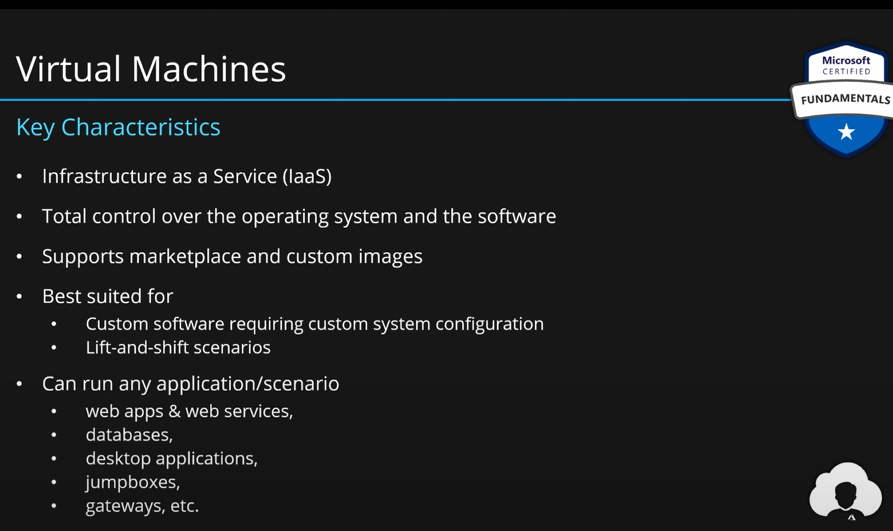 Virtual Machines
Microsoft
CERTIFIED
FUNDAMENTALS
Key Characteristics
• Infrastructure as a Service (IaaS)
• Total control over the operating system and the software
• Supports marketplace and custom images
• Best suited for
• Custom software requiring custom system configuration
• Lift-and-shift scenarios
• Can run any application/scenario
• web apps & web services,
• databases,
• desktop applications,
• jumpboxes,
• gateways, etc.